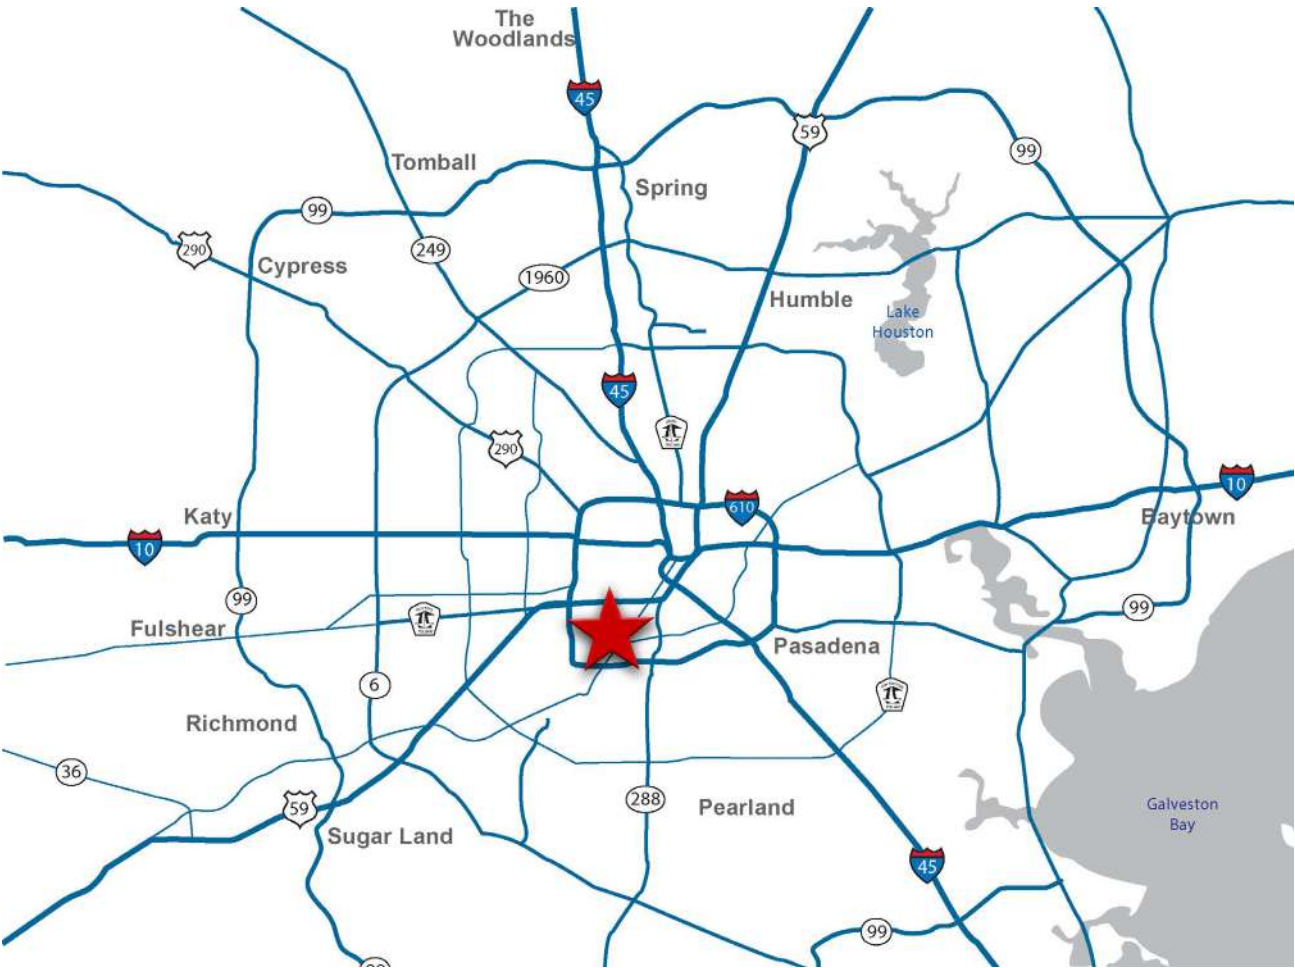 The
Woodlands
45
59
99
Tomball
Spring
99
249
290
Cypress
1960
Humble
Lake
Houston
45
290
10
610
Katy
Baytown
10
99
99
Fulshear
Pasadena
6
Richmond
36
59
288
Pearland
Galveston
Bay
Sugar Land
45
99